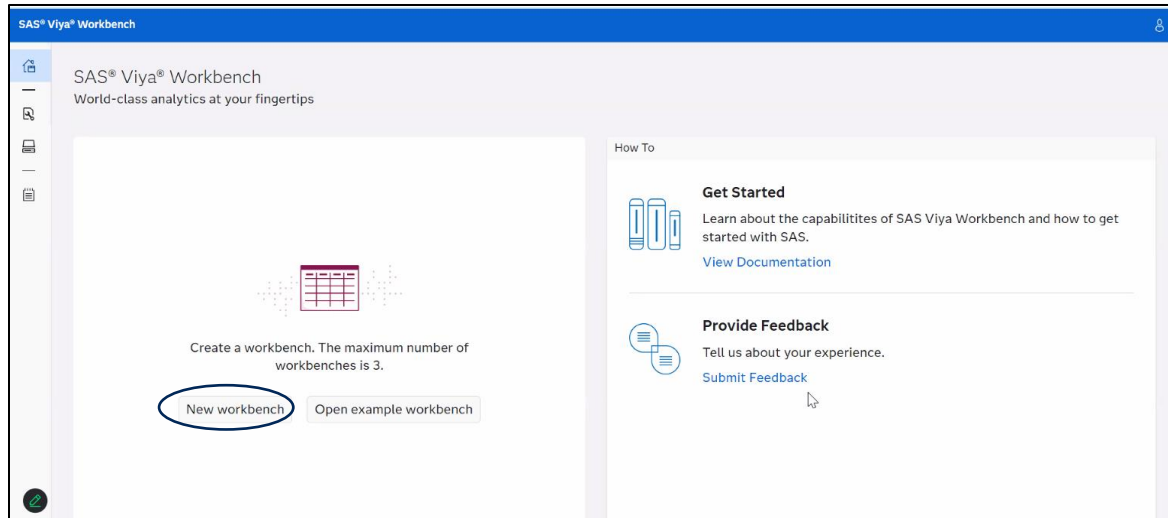 SAS® Viya® Workbench
SAS® Viya® Workbench
World-class analytics at your fingertips
Create a workbench. The maximum number of
workbenches is 3.
New workbench
Open example workbench
How To
Get Started
Learn about the capabilitites of SAS Viya Workbench and how to get
started with SAS.
View Documentation
Provide Feedback
Tell us about your experience.
Submit Feedback